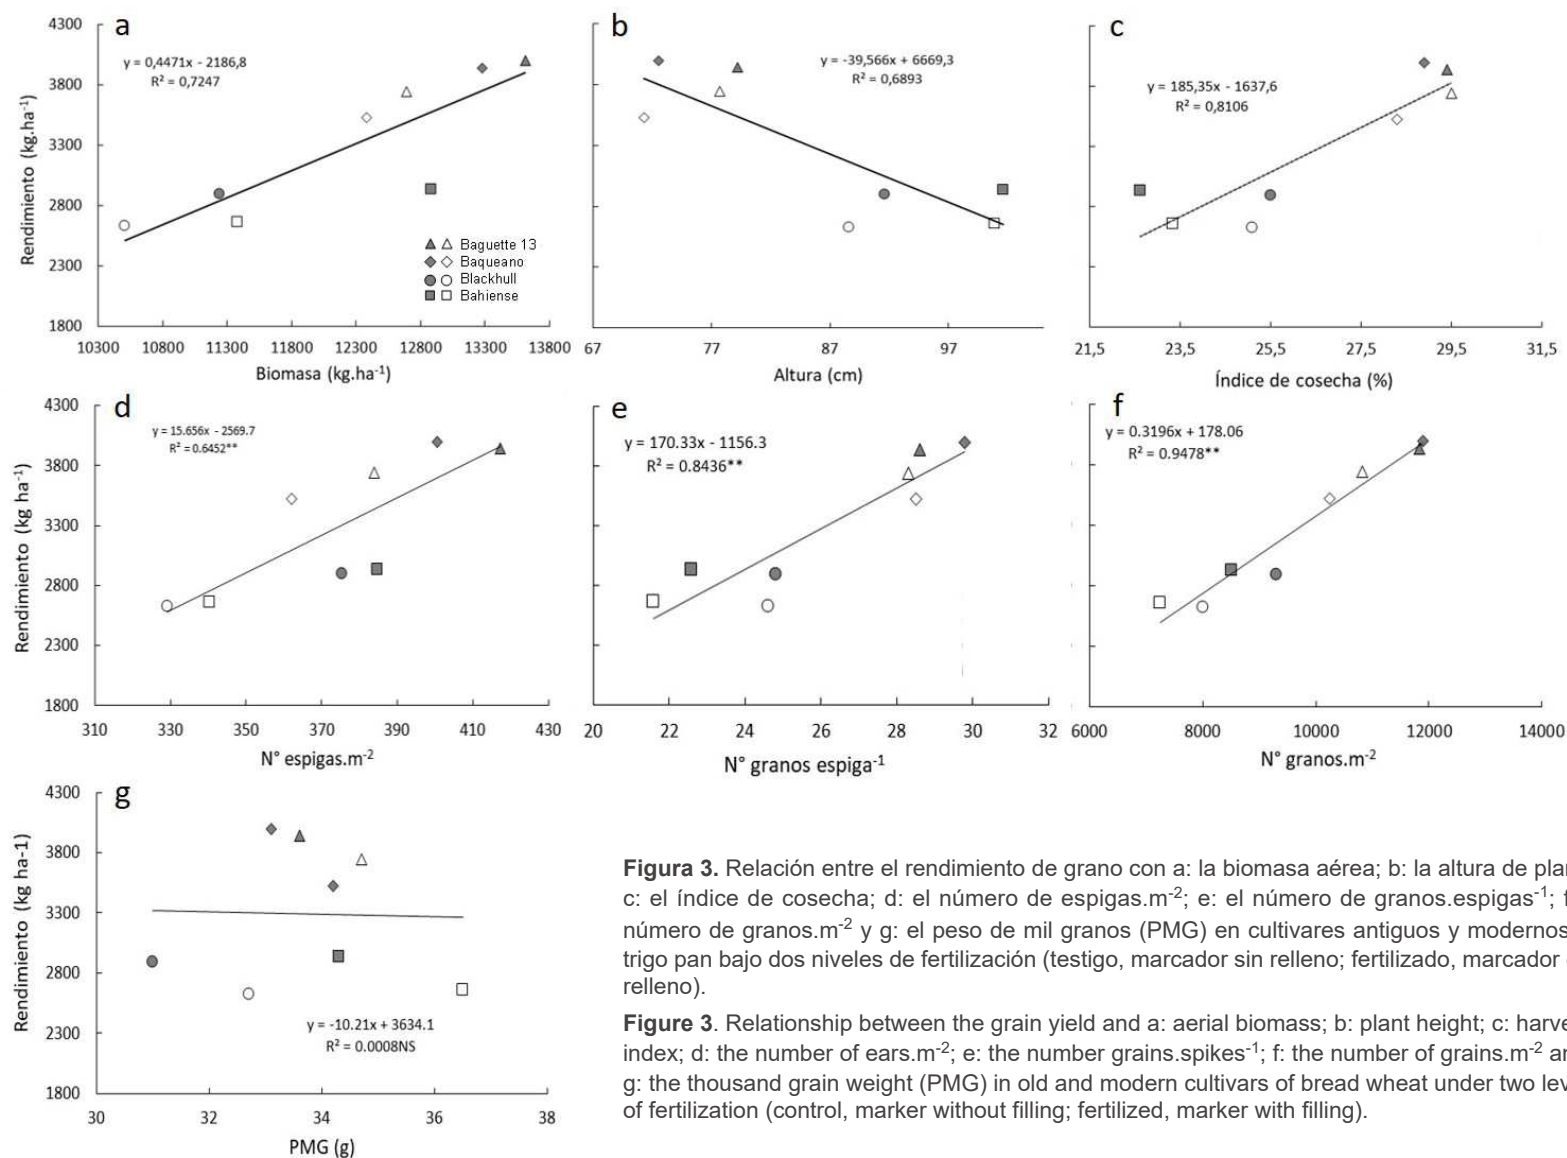 a
y = 0,4471x - 2186,8
R² = 0,7247
Rendimiento (kg.ha⁻¹)
4300
3800
3300
2800
2300
1800
Baguette 13
Baqueano
Blackhull
Bahiense
10300 10800 11300 11800 12300 12800 13300 13800
Biomasa (kg.ha⁻¹)
b
y = -39,566x + 6669,3
R² = 0,6893
67 77 87 97
Altura (cm)
c
y = 185,35x - 1637,6
R² = 0,8106
21,5 23,5 25,5 27,5 29,5 31,5
Índice de cosecha (%)
d
y = 15.656x - 2569.7
R² = 0.6452**
Rendimiento (kg ha⁻¹)
4300
3800
3300
2800
2300
1800
310 330 350 370 390 410 430
N° espigas.m⁻²
e
y = 170.33x - 1156.3
R² = 0.8436**
20 22 24 26 28 30 32
N° granos espiga⁻¹
f
y = 0.3196x + 178.06
R² = 0.9478**
6000 8000 10000 12000 14000
N° granos.m⁻²
g
Rendimiento (kg ha-1)
4300
3800
3300
2800
2300
1800
y = -10.21x + 3634.1
R² = 0.0008NS
30 32 34 36 38
PMG (g)
Figura 3. Relación entre el rendimiento de grano con a: la biomasa aérea; b: la altura de
c: el índice de cosecha; d: el número de espigas.m⁻²; e: el número de granos.espigas⁻¹;
número de granos.m⁻² y g: el peso de mil granos (PMG) en cultivares antiguos y modernos
trigo pan bajo dos niveles de fertilización (testigo, marcador sin relleno; fertilizado, marcador
relleno).
Figure 3. Relationship between the grain yield and a: aerial biomass; b: plant height; c:
index; d: the number of ears.m⁻²; e: the number grains.spikes⁻¹; f: the number of grains.m⁻²
g: the thousand grain weight (PMG) in old and modern cultivars of bread wheat under two
of fertilization (control, marker without filling; fertilized, marker with filling).